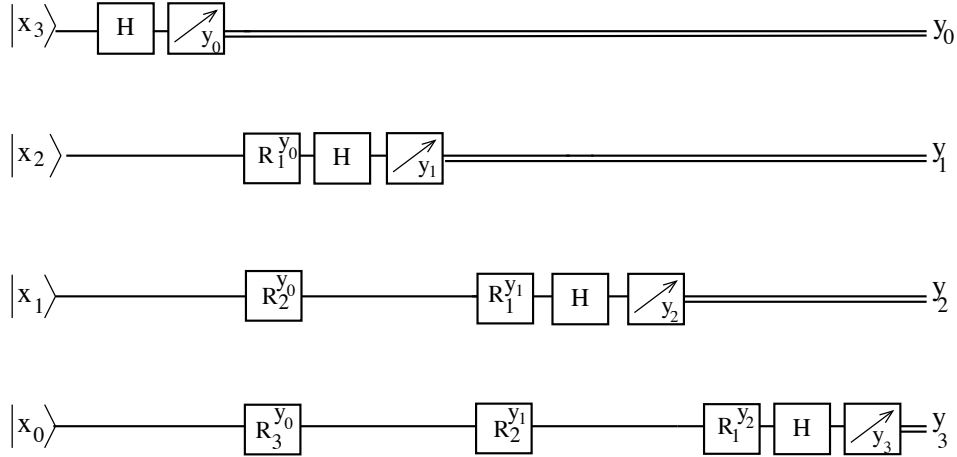 |x₃⟩ H y₀ y₀
|x₂⟩ R₁^y₀ H y₁ y₁
|x₁⟩ R₂^y₀ R₁^y₁ H y₂ y₂
|x₀⟩ R₃^y₀ R₂^y₁ R₁^y₂ H y₃ y₃